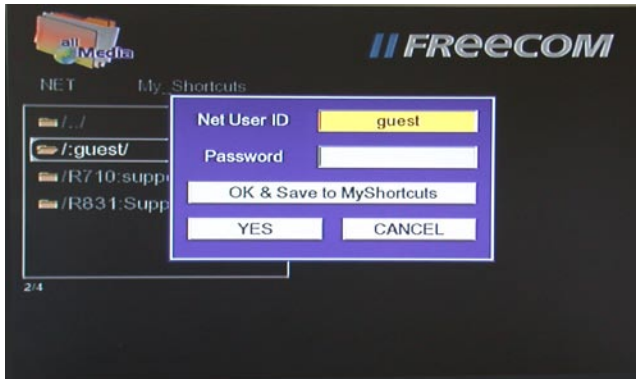 all
Media
FReeCOM
NET My_Shortcuts
/../
/:guest/
/R710:suppo
/R831:Supp
Net User ID guest
Password
OK & Save to MyShortcuts
YES CANCEL
2/4